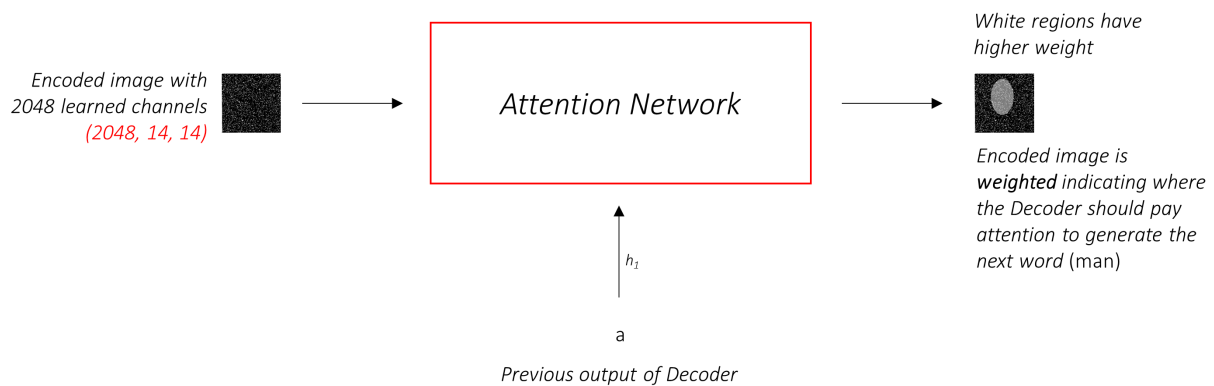 Encoded image with
2048 learned channels
(2048, 14, 14)
Attention Network
h₁
a
Previous output of Decoder
White regions have
higher weight
Encoded image is
weighted indicating where
the Decoder should pay
attention to generate the
next word (man)